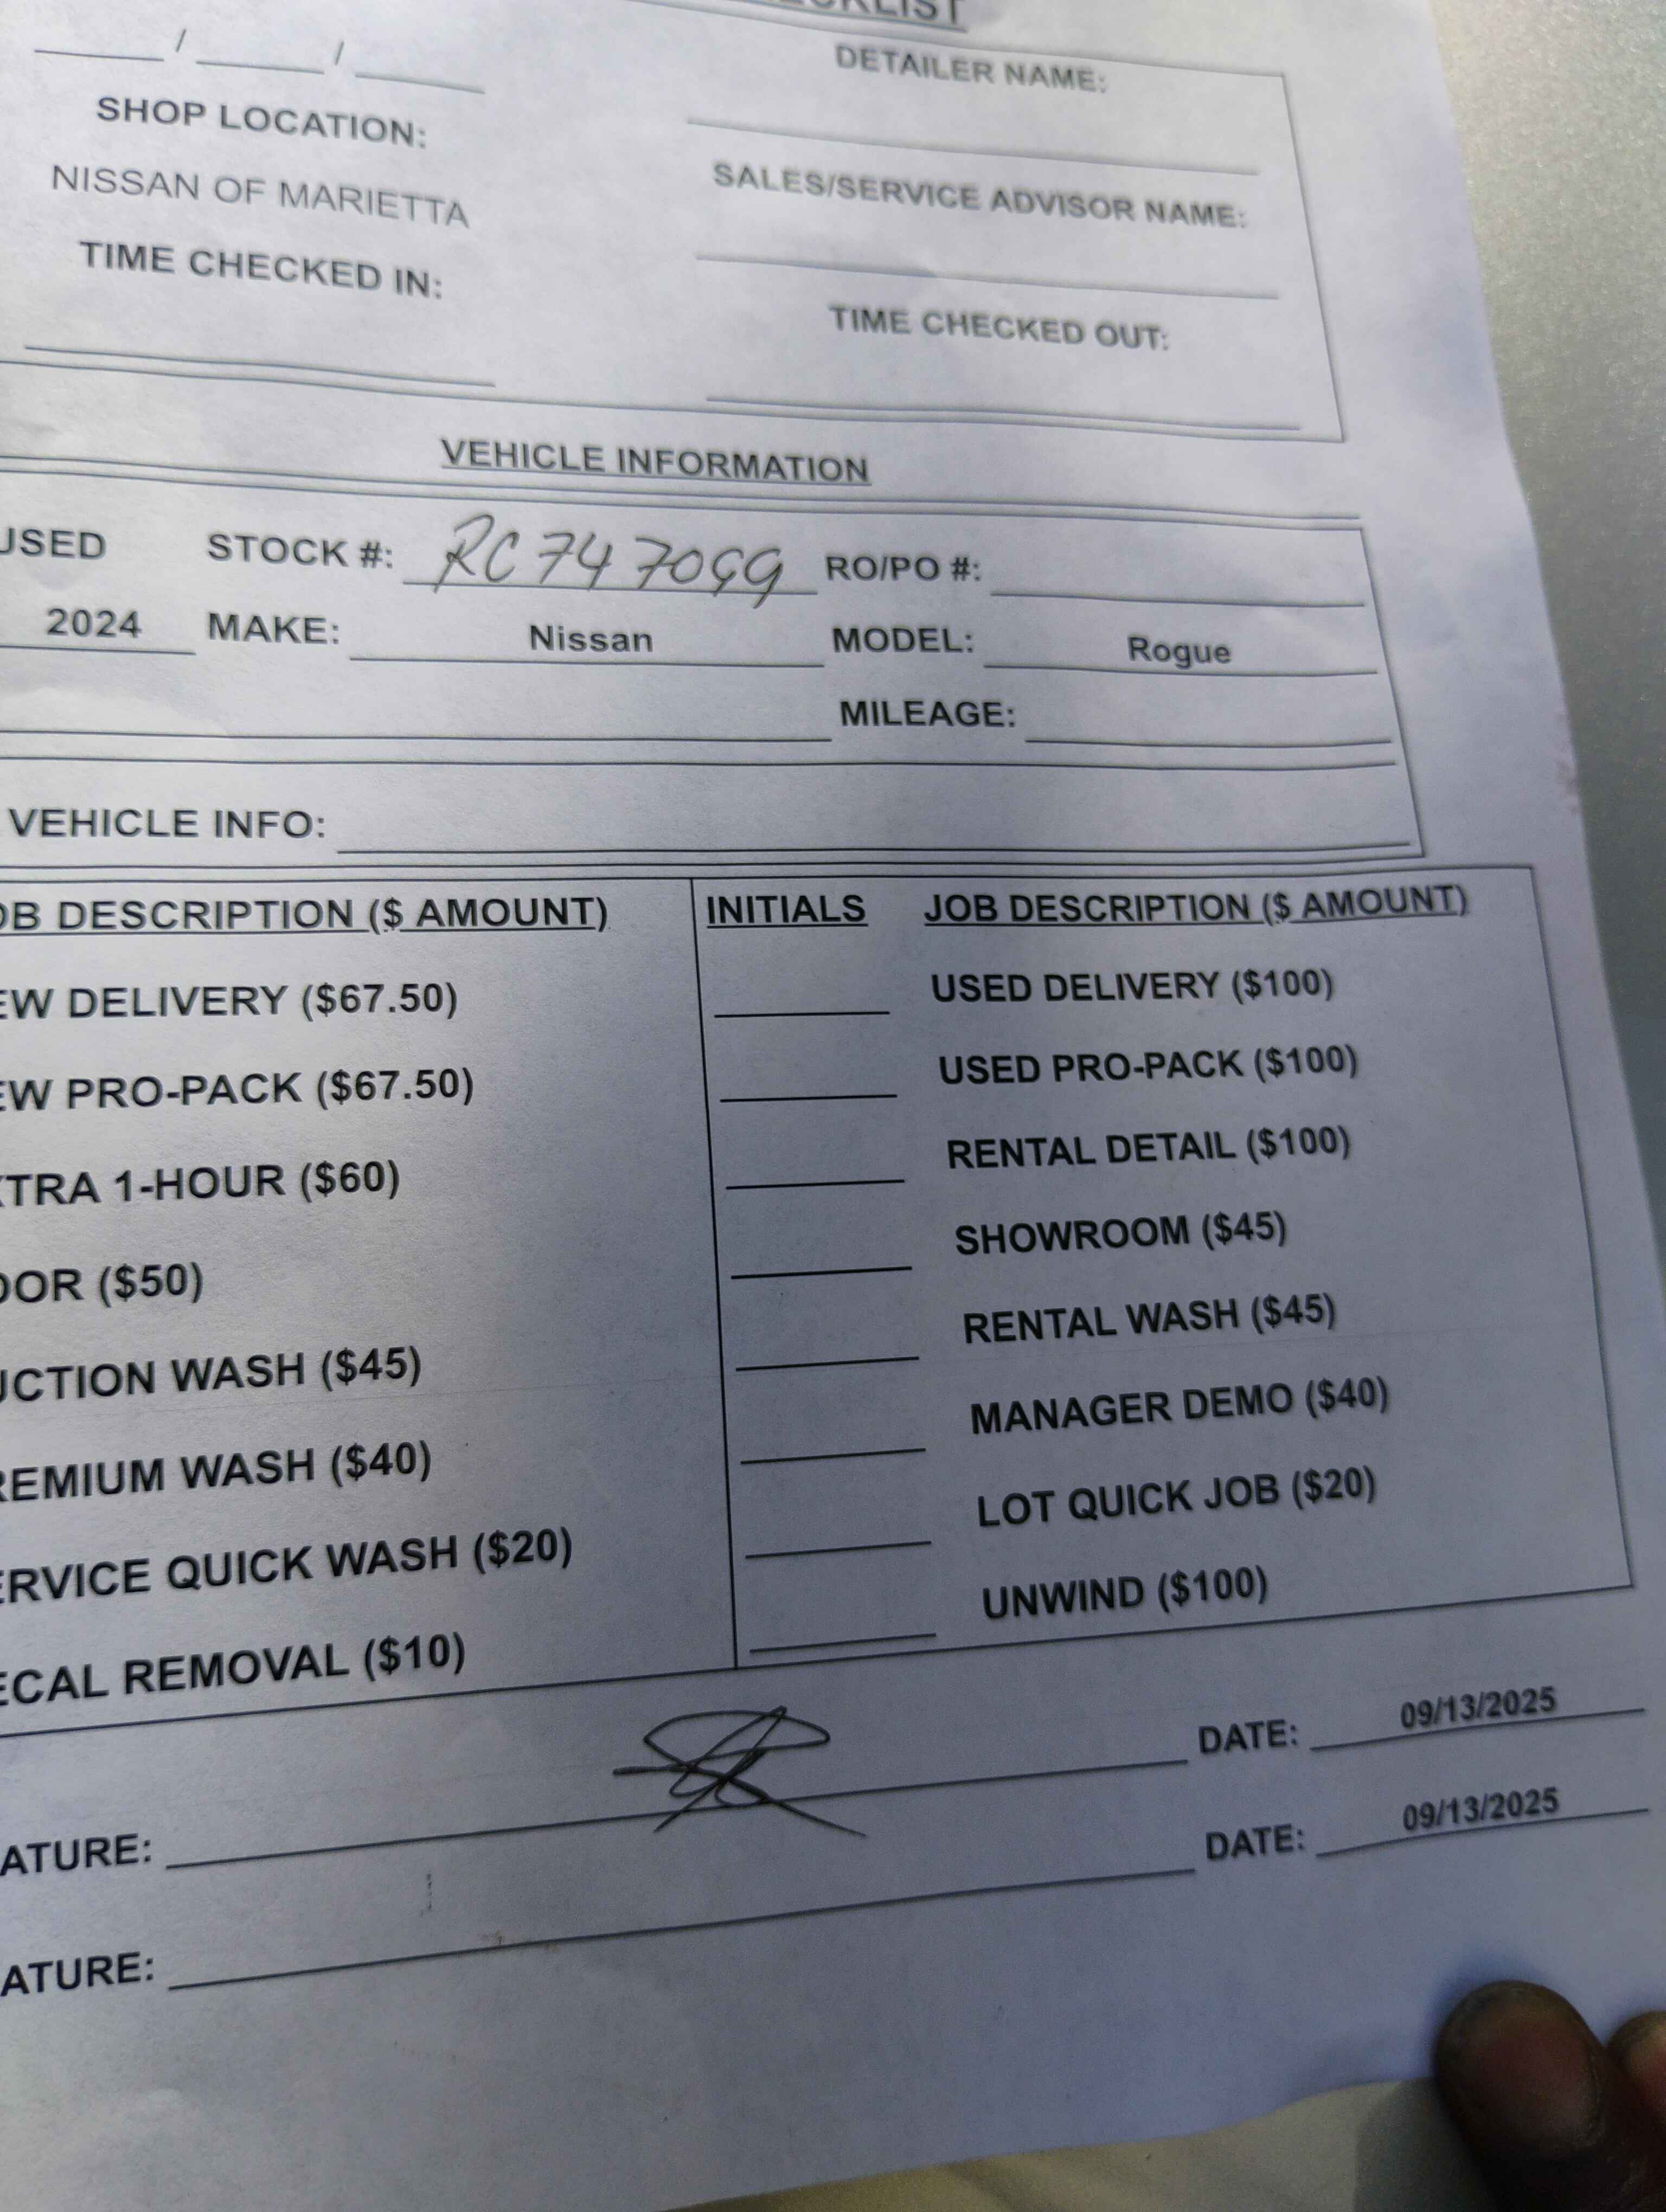 CKLIST
/ /
DETAILER NAME:
SHOP LOCATION:
NISSAN OF MARIETTA
SALES/SERVICE ADVISOR NAME:
TIME CHECKED IN:
TIME CHECKED OUT:
VEHICLE INFORMATION
USED STOCK #: RO/PO #:
2024 MAKE: Nissan MODEL: Rogue
MILEAGE:
VEHICLE INFO:
OB DESCRIPTION ($ AMOUNT) INITIALS JOB DESCRIPTION ($ AMOUNT)
EW DELIVERY ($67.50) USED DELIVERY ($100)
EW PRO-PACK ($67.50) USED PRO-PACK ($100)
XTRA 1-HOUR ($60) RENTAL DETAIL ($100)
OOR ($50) SHOWROOM ($45)
UCTION WASH ($45) RENTAL WASH ($45)
REMIUM WASH ($40) MANAGER DEMO ($40)
ERVICE QUICK WASH ($20) LOT QUICK JOB ($20)
ECAL REMOVAL ($10) UNWIND ($100)
ATURE: DATE: 09/13/2025
ATURE: DATE: 09/13/2025